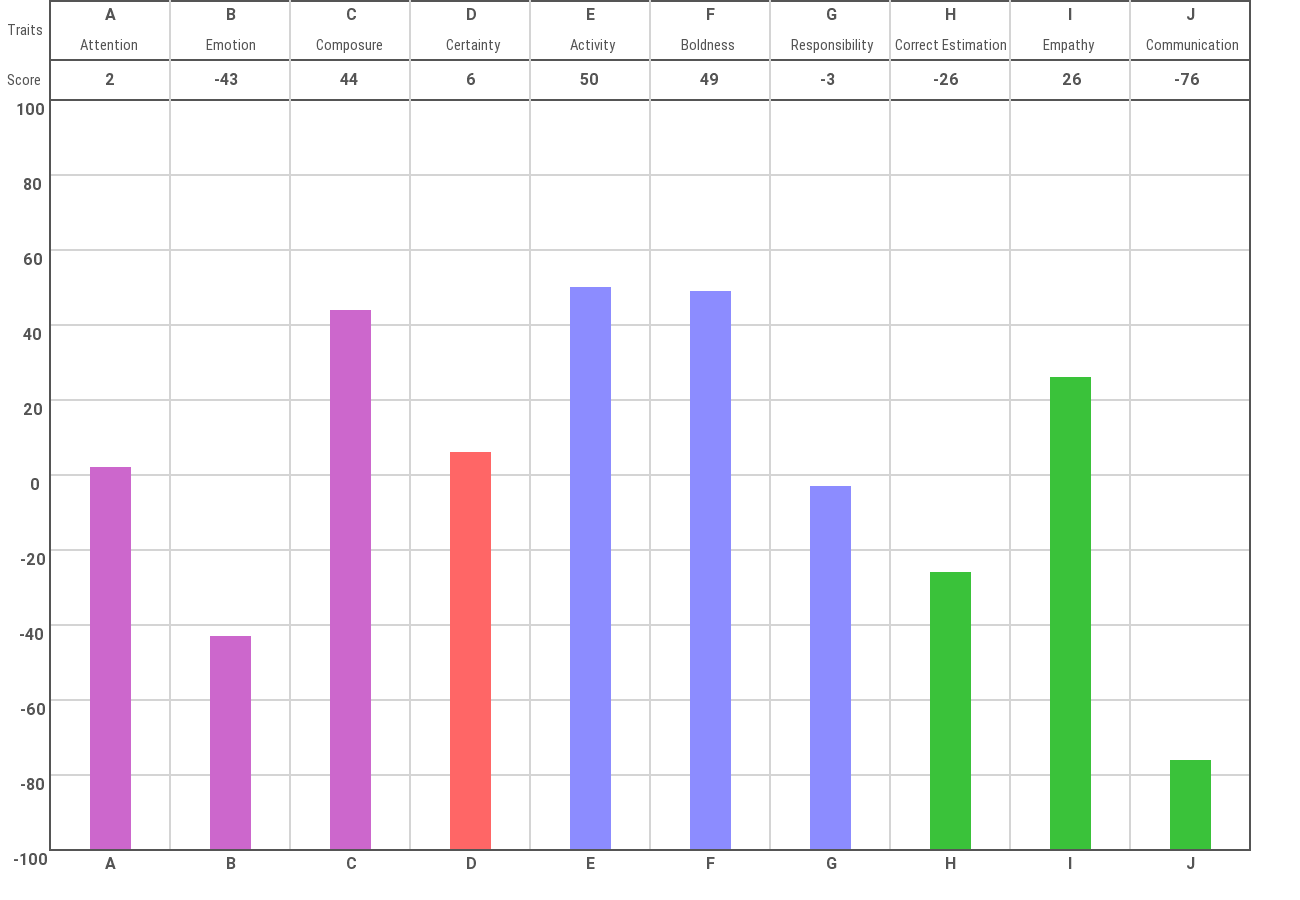 A B C D E F G H I J
Traits
Attention Emotion Composure Certainty Activity Boldness Responsibility Correct Estimation Empathy Communication
Score 2 -43 44 6 50 49 -3 -26 26 -76
100
80
60
40
20
0
-20
-40
-60
-80
-100
A B C D E F G H I J